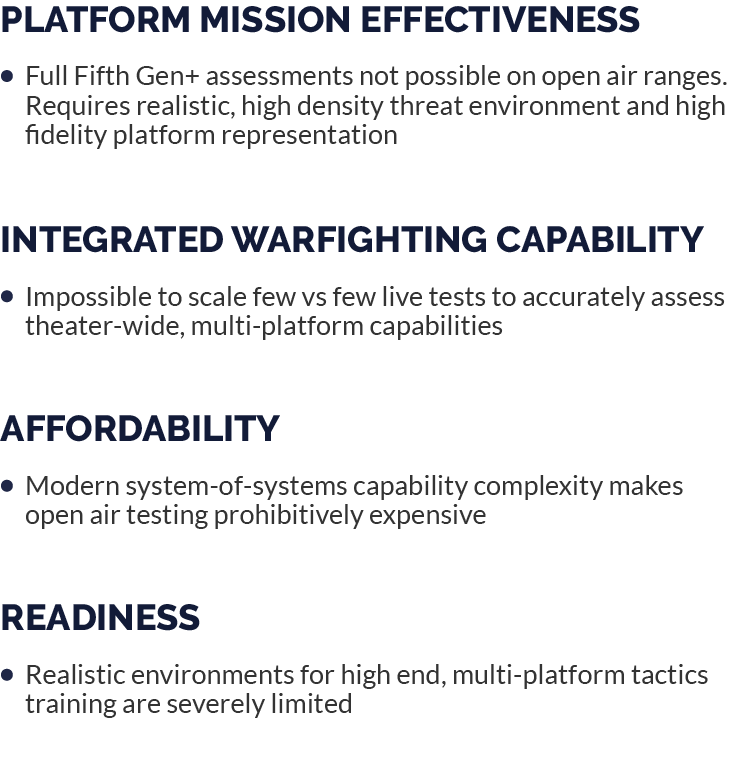 PLATFORM MISSION EFFECTIVENESS
• Full Fifth Gen+ assessments not possible on open air ranges.
Requires realistic, high density threat environment and high
fidelity platform representation
INTEGRATED WARFIGHTING CAPABILITY
• Impossible to scale few vs few live tests to accurately assess
theater-wide, multi-platform capabilities
AFFORDABILITY
• Modern system-of-systems capability complexity makes
open air testing prohibitively expensive
READINESS
• Realistic environments for high end, multi-platform tactics
training are severely limited